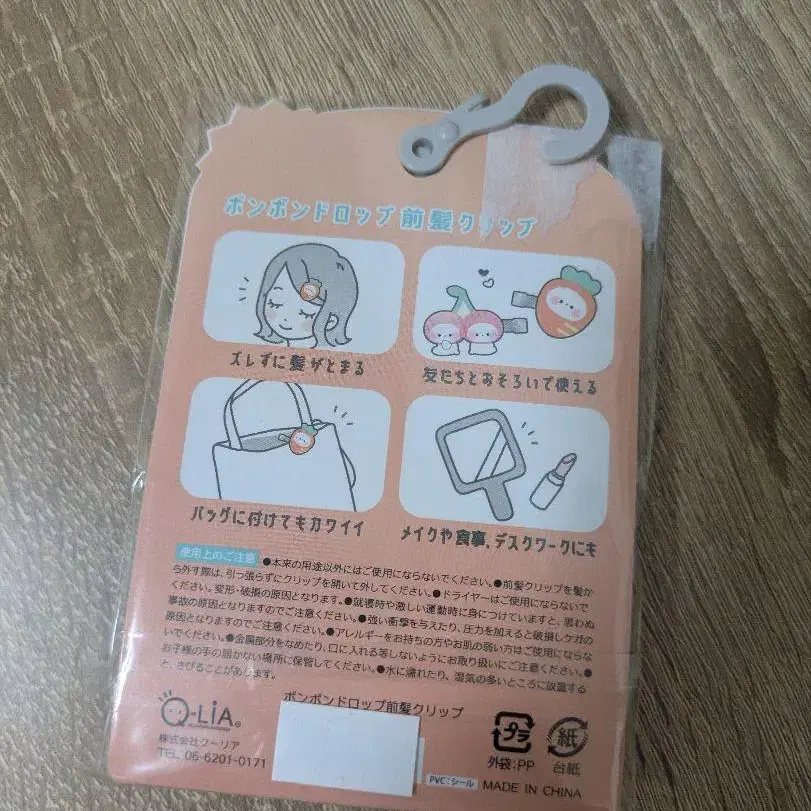 ボンボンドロップ前髪クリップ
ズレずに髪がとまる
友だちとおそろいで使える
バッグに付けてもカワイイ
メイクや食事、デスクワークにも
使用上のご注意 ●本来の用途以外にはご使用にならないでください。●前髪クリップを髪か
ら外す際は、引っ張らずにクリップを開いて外してください。●ドライヤーはご使用にならないで
ください。変形・破損の原因となります。●就寝時や激しい運動時に身につけていますと、思わぬ
事故の原因となりますのでご注意ください。●強い衝撃を与えたり、圧力を加えると破損しケガの
原因となりますのでご注意ください。●アレルギーをお持ちの方やお肌の弱い方はご使用にならな
いでください。●金属部分をなめたり、口に入れる等しないようにお取り扱いにご注意ください。●
お子様の手の届かない場所に保管してください。●水に濡れたり、湿気の多いところに放置する
と、さびることがあります。
Q-LiA®
株式会社クーリア
TEL 06-6201-0171
ボンボンドロップ前髪クリップ
PVC:シール
プラ
外袋:PP
紙
台紙
MADE IN CHINA